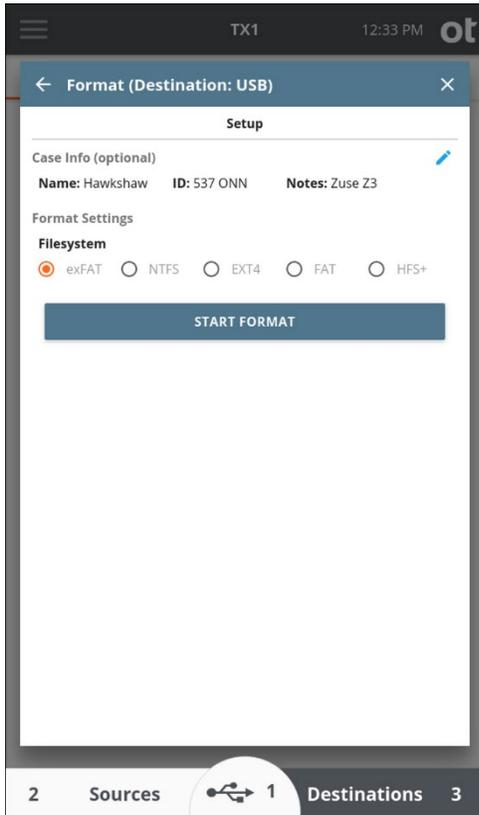 TX1 12:33 PM ot
Format (Destination: USB)
Setup
Case Info (optional)
Name: Hawkshaw ID: 537 ONN Notes: Zuse Z3
Format Settings
Filesystem
exFAT NTFS EXT4 FAT HFS+
START FORMAT
2 Sources 1 Destinations 3